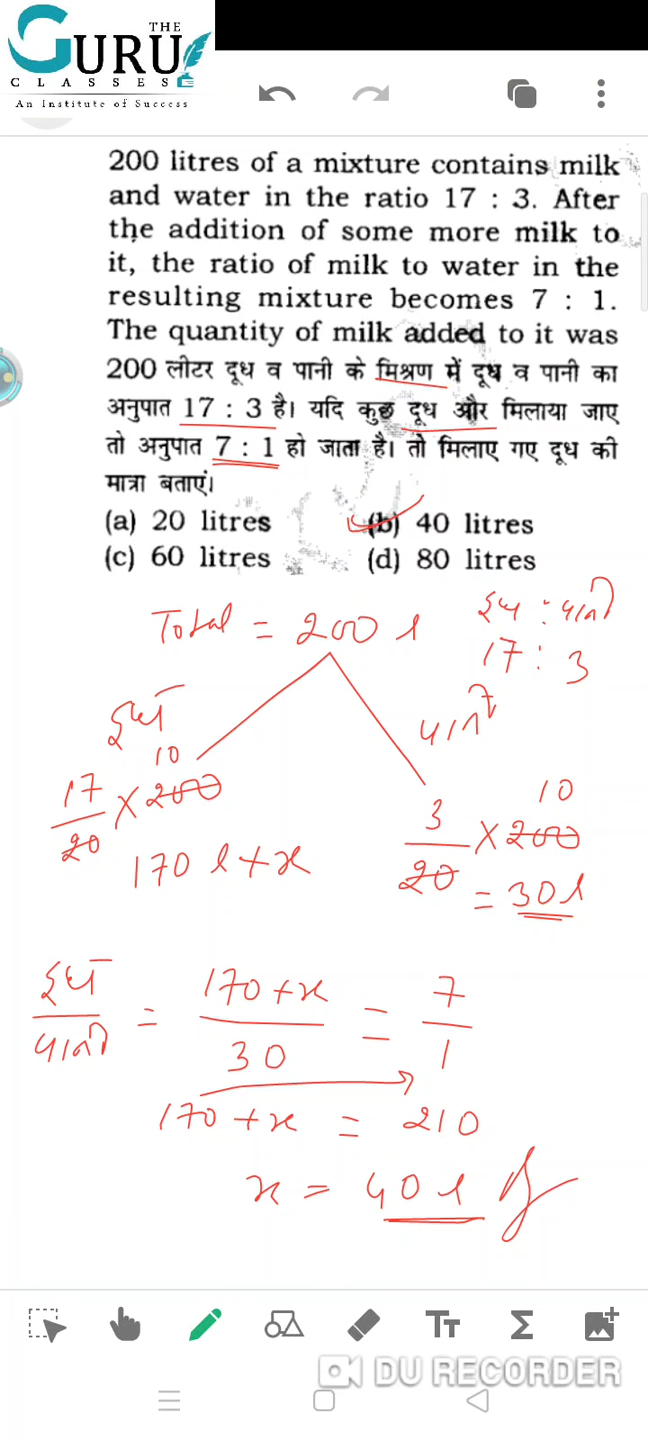 THE
GURU
CLASSES
An Institute of Success
200 litres of a mixture contains milk
and water in the ratio 17 : 3. After
the addition of some more milk to
it, the ratio of milk to water in the
resulting mixture becomes 7 : 1.
The quantity of milk added to it was
200 लीटर दूध व पानी के मिश्रण में दूध व पानी का
अनुपात 17 : 3 है। यदि कुछ दूध और मिलाया जाए
तो अनुपात 7 : 1 हो जाता है। तो मिलाए गए दूध की
मात्रा बताएं।
(a) 20 litres (b) 40 litres
(c) 60 litres (d) 80 litres
Total = 200 l
दूध : पानी
17 : 3
दूध
पानी
17/20 × 200 10
170 l + x
3/20 × 200 10
= 30 l
दूध/पानी = 170 + x / 30 = 7/1
170 + x = 210
x = 40 l
TT
Σ
DU RECORDER